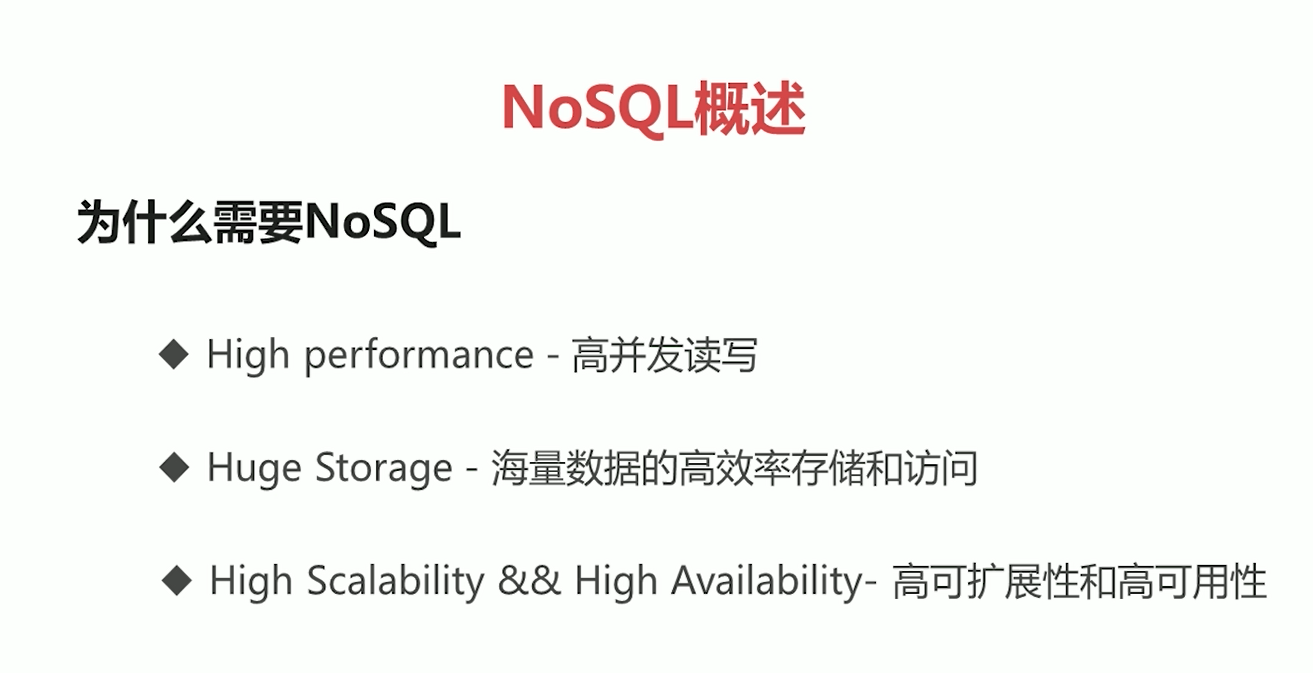 NoSQL概述
为什么需要NoSQL
◆ High performance - 高并发读写
◆ Huge Storage - 海量数据的高效率存储和访问
◆ High Scalability && High Availability- 高可扩展性和高可用性